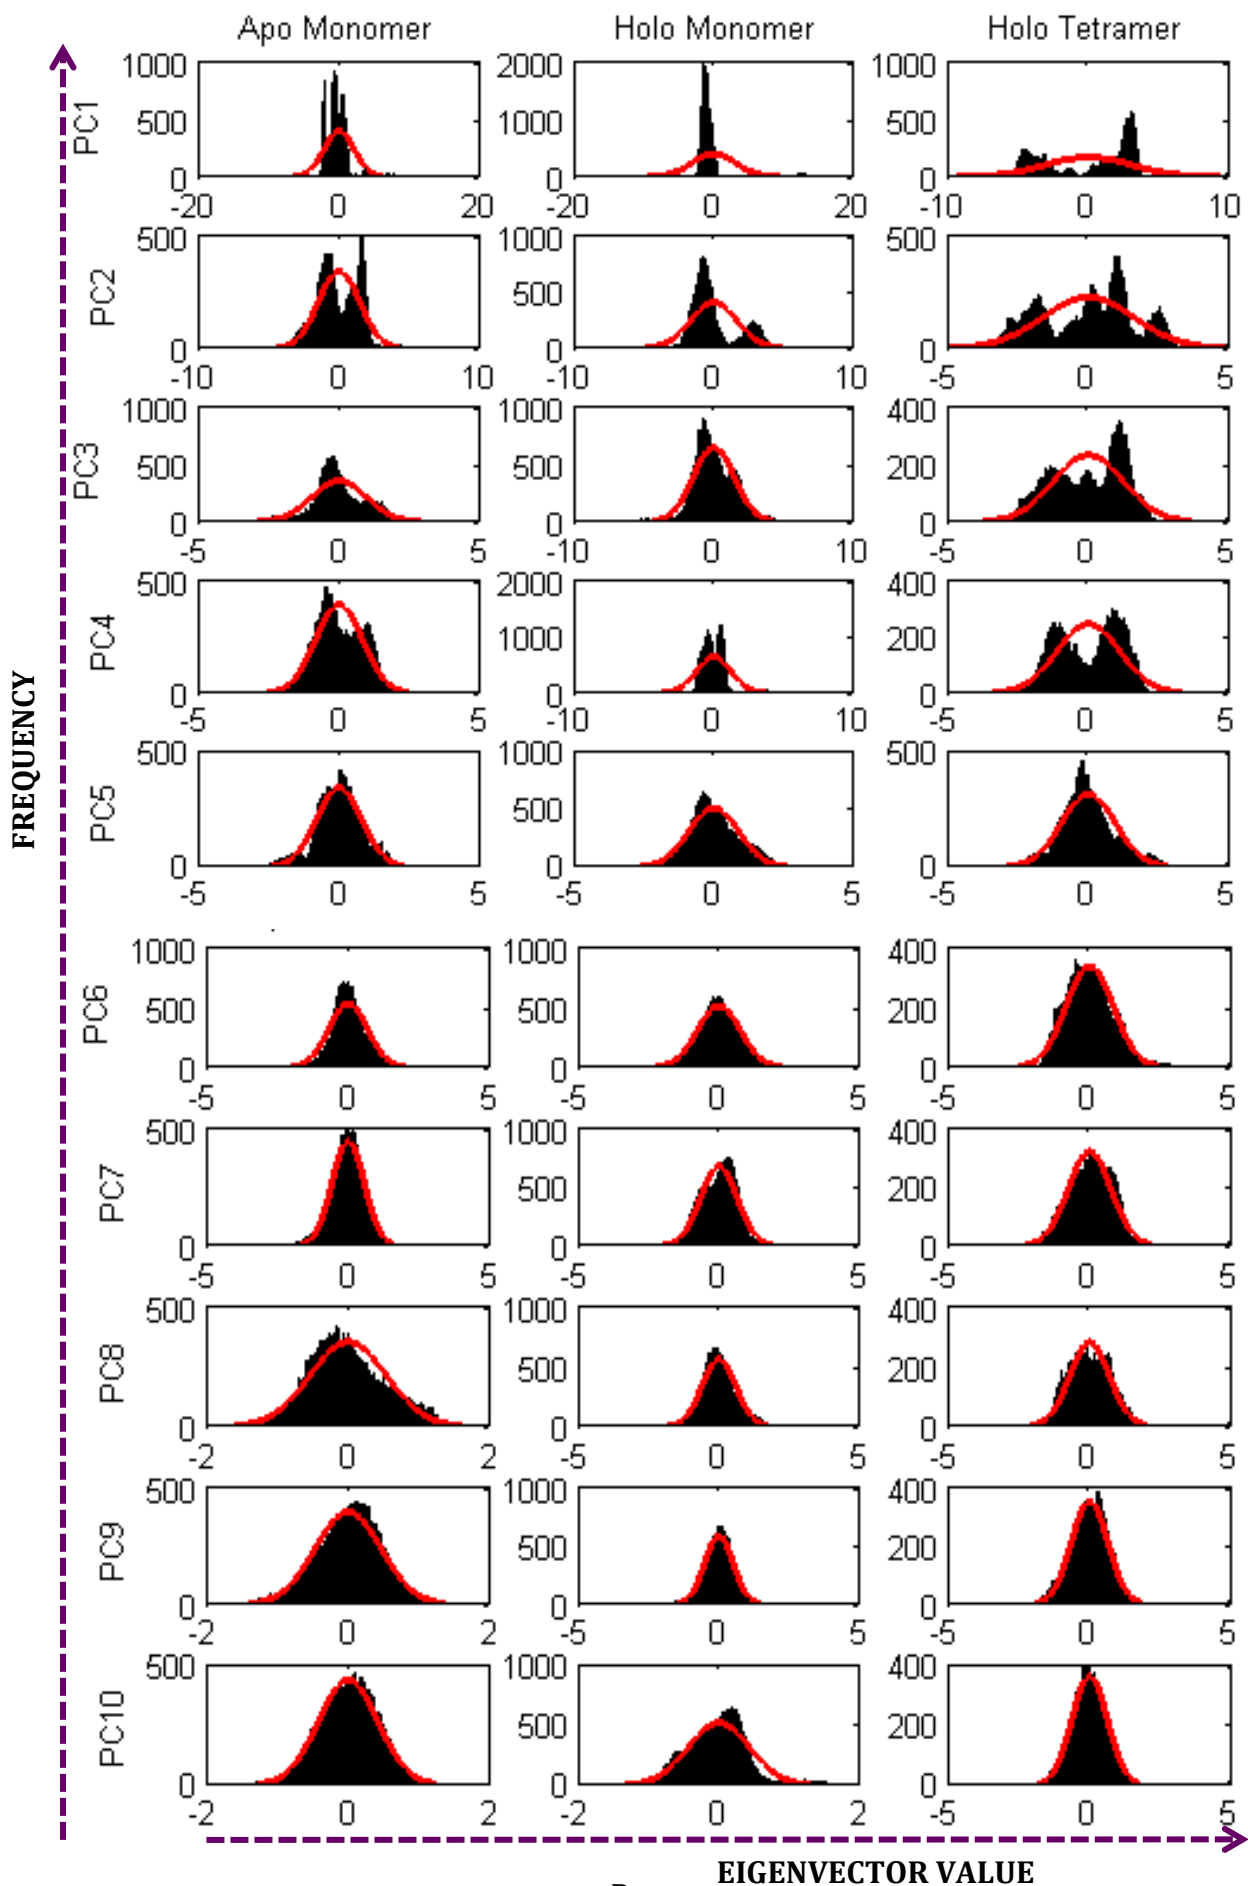 Apo Monomer Holo Monomer Holo Tetramer
PC1
1000 2000 1000
500 1000 500
0 0 0
-20 0 20 -20 0 20 -10 0 10
PC2
500 1000 500
500
0 0 0
-10 0 10 -10 0 10 -5 0 5
PC3
1000 1000 400
500 500 200
0 0 0
-5 0 5 -10 0 10 -5 0 5
PC4
500 2000 400
1000 200
0 0 0
-5 0 5 -10 0 10 -5 0 5
PC5
500 1000 500
500
0 0 0
-5 0 5 -5 0 5 -5 0 5
PC6
1000 1000 400
500 500 200
0 0 0
-5 0 5 -5 0 5 -5 0 5
PC7
500 1000 400
500 200
0 0 0
-5 0 5 -5 0 5 -5 0 5
PC8
500 1000 400
500 200
0 0 0
-2 0 2 -5 0 5 -5 0 5
PC9
500 1000 400
500 200
0 0 0
-2 0 2 -5 0 5 -5 0 5
PC10
500 1000 400
500 200
0 0 0
-2 0 2 -2 0 2 -5 0 5
FREQUENCY
EIGENVECTOR VALUE